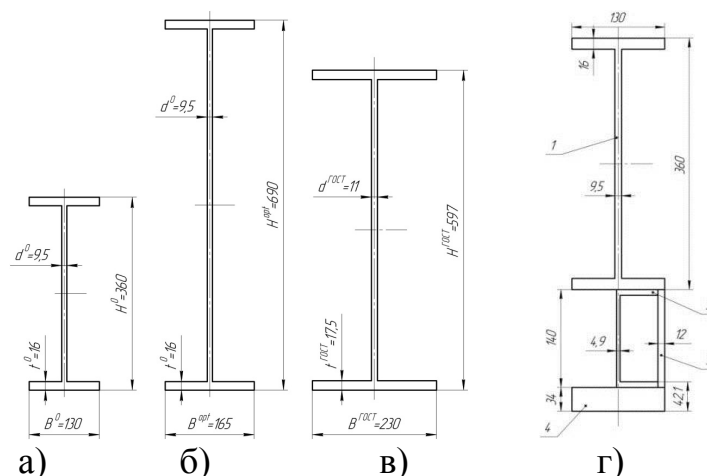 d⁰=9,5
t⁰=16
H⁰=360
B⁰=130
а)
d⁰=9,5
t⁰=16
H^opt=690
B^opt=165
б)
d^ГОСТ=11
t^ГОСТ=17,5
H^ГОСТ=597
B^ГОСТ=230
в)
130
16
1
9,5
360
140
4,9
12
34
42,1
4
г)